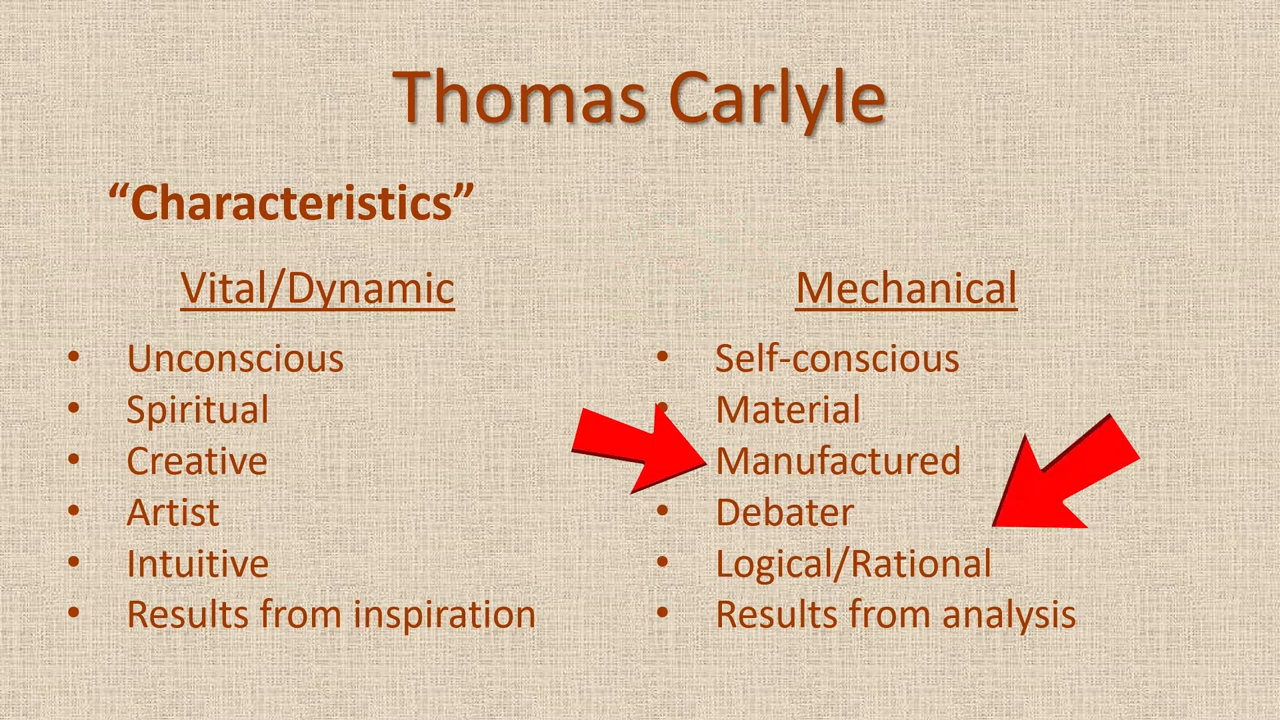 Thomas Carlyle
“Characteristics”
Vital/Dynamic
• Unconscious
• Spiritual
• Creative
• Artist
• Intuitive
• Results from inspiration
Mechanical
• Self-conscious
• Material
Manufactured
• Debater
• Logical/Rational
• Results from analysis